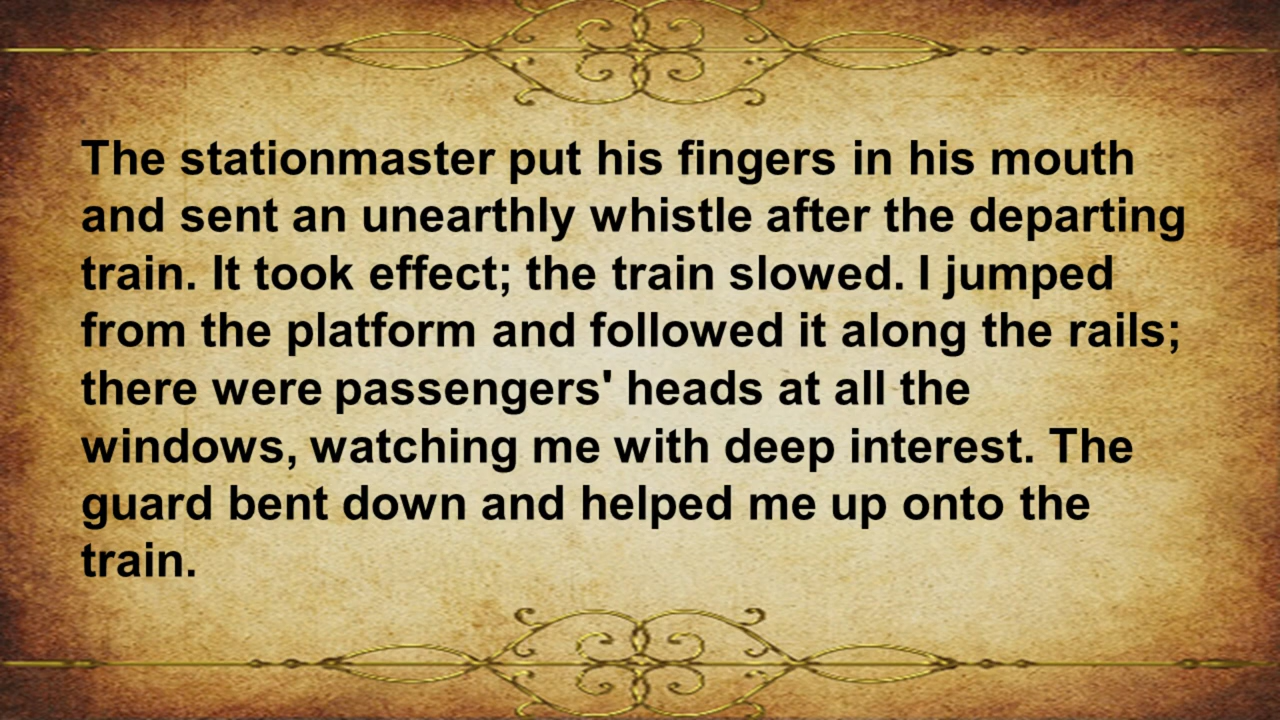 The stationmaster put his fingers in his mouth
and sent an unearthly whistle after the departing
train. It took effect; the train slowed. I jumped
from the platform and followed it along the rails;
there were passengers' heads at all the
windows, watching me with deep interest. The
guard bent down and helped me up onto the
train.